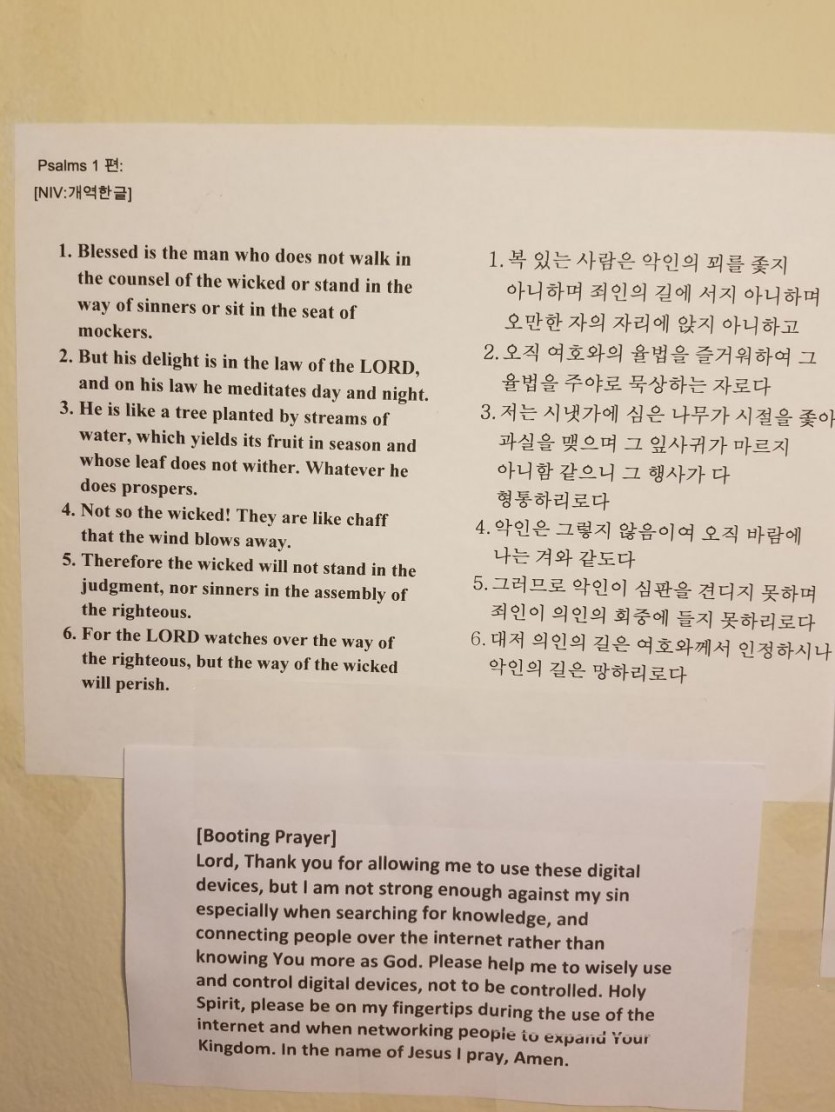 Psalms 1 편:
[NIV:개역한글]
1. Blessed is the man who does not walk in
the counsel of the wicked or stand in the
way of sinners or sit in the seat of
mockers.
2. But his delight is in the law of the LORD,
and on his law he meditates day and night.
3. He is like a tree planted by streams of
water, which yields its fruit in season and
whose leaf does not wither. Whatever he
does prospers.
4. Not so the wicked! They are like chaff
that the wind blows away.
5. Therefore the wicked will not stand in the
judgment, nor sinners in the assembly of
the righteous.
6. For the LORD watches over the way of
the righteous, but the way of the wicked
will perish.
1. 복 있는 사람은 악인의 꾀를 좇지
아니하며 죄인의 길에 서지 아니하며
오만한 자의 자리에 앉지 아니하고
2. 오직 여호와의 율법을 즐거워하여 그
율법을 주야로 묵상하는 자로다
3. 저는 시냇가에 심은 나무가 시절을 좇아
과실을 맺으며 그 잎사귀가 마르지
아니함 같으니 그 행사가 다
형통하리로다
4. 악인은 그렇지 않음이여 오직 바람에
나는 겨와 같도다
5. 그러므로 악인이 심판을 견디지 못하며
죄인이 의인의 회중에 들지 못하리로다
6. 대저 의인의 길은 여호와께서 인정하시나
악인의 길은 망하리로다
[Booting Prayer]
Lord, Thank you for allowing me to use these digital
devices, but I am not strong enough against my sin
especially when searching for knowledge, and
connecting people over the internet rather than
knowing You more as God. Please help me to wisely use
and control digital devices, not to be controlled. Holy
Spirit, please be on my fingertips during the use of the
internet and when networking people to expand Your
Kingdom. In the name of Jesus I pray, Amen.